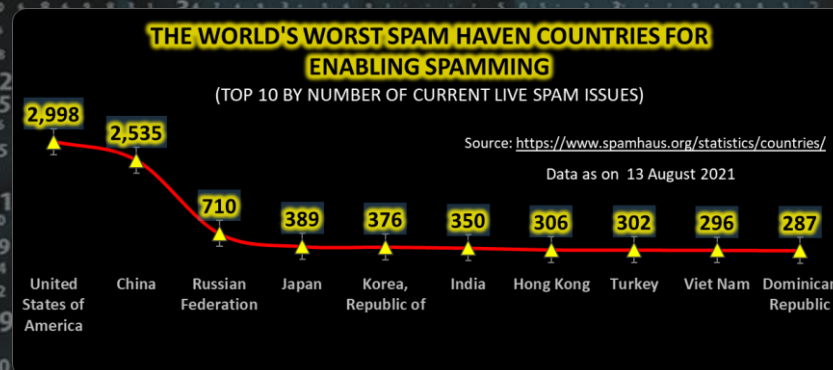 THE WORLD'S WORST SPAM HAVEN COUNTRIES FOR
ENABLING SPAMMING
(TOP 10 BY NUMBER OF CURRENT LIVE SPAM ISSUES)
Source: https://www.spamhaus.org/statistics/countries/
Data as on 13 August 2021
2,998
2,535
710
389
376
350
306
302
296
287
United
States of
America
China
Russian
Federation
Japan
Korea,
Republic of
India
Hong Kong
Turkey
Viet Nam
Dominican
Republic